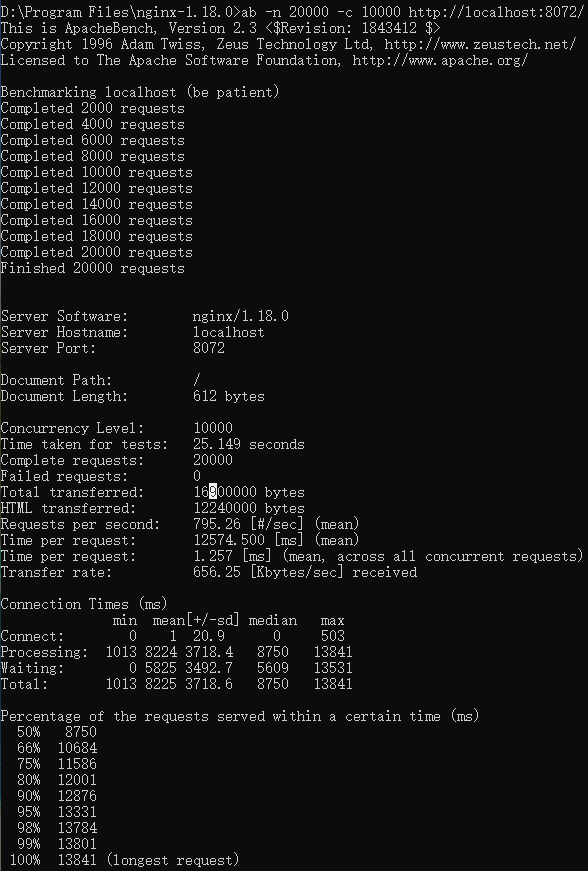 D:\Program Files\nginx-1.18.0>ab -n 20000 -c 10000 http://localhost:8072/
This is ApacheBench, Version 2.3 <$Revision: 1843412 $>
Copyright 1996 Adam Twiss, Zeus Technology Ltd, http://www.zeustech.net/
Licensed to The Apache Software Foundation, http://www.apache.org/

Benchmarking localhost (be patient)
Completed 2000 requests
Completed 4000 requests
Completed 6000 requests
Completed 8000 requests
Completed 10000 requests
Completed 12000 requests
Completed 14000 requests
Completed 16000 requests
Completed 18000 requests
Completed 20000 requests
Finished 20000 requests


Server Software:        nginx/1.18.0
Server Hostname:        localhost
Server Port:            8072

Document Path:          /
Document Length:        612 bytes

Concurrency Level:      10000
Time taken for tests:   25.149 seconds
Complete requests:      20000
Failed requests:        0
Total transferred:      16900000 bytes
HTML transferred:       12240000 bytes
Requests per second:    795.26 [#/sec] (mean)
Time per request:       12574.500 [ms] (mean)
Time per request:       1.257 [ms] (mean, across all concurrent requests)
Transfer rate:          656.25 [Kbytes/sec] received

Connection Times (ms)
              min  mean[+/-sd] median   max
Connect:        0    1  20.9      0     503
Processing:  1013 8224 3718.4   8750   13841
Waiting:        0 5825 3492.7   5609   13531
Total:       1013 8225 3718.6   8750   13841

Percentage of the requests served within a certain time (ms)
  50%   8750
  66%  10684
  75%  11586
  80%  12001
  90%  12876
  95%  13331
  98%  13784
  99%  13801
 100%  13841 (longest request)